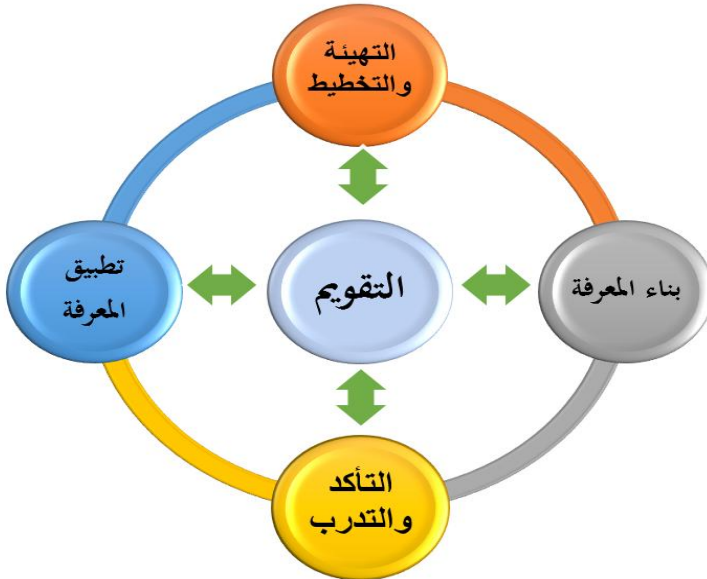 التهيئة
والتخطيط
بناء المعرفة
التقويم
تطبيق
المعرفة
التأكد
والتدرب